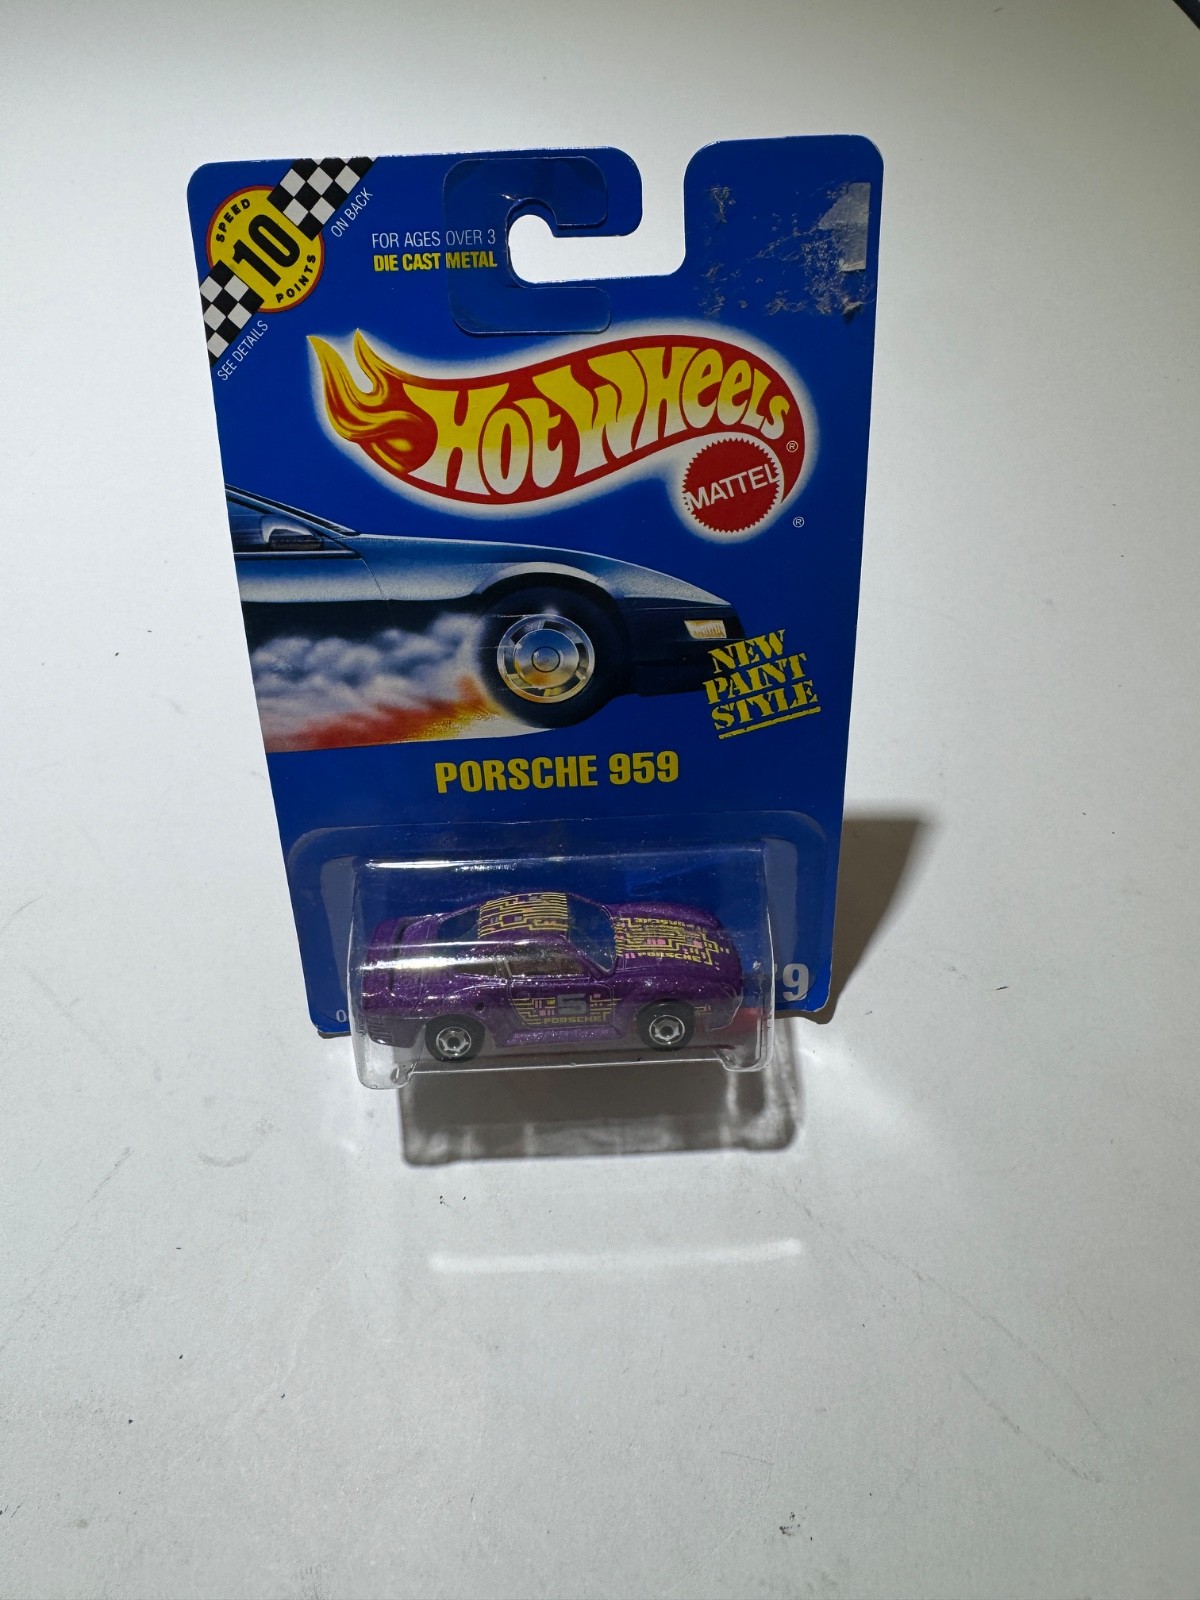 SPEED
10
POINTS
ON BACK
SEE DETAILS
FOR AGES OVER 3
DIE CAST METAL
HOT WHEELS®
MATTEL
®
NEW
PAINT
STYLE
PORSCHE 959
PORSCHE
PORSCHE
5
PORSCHE